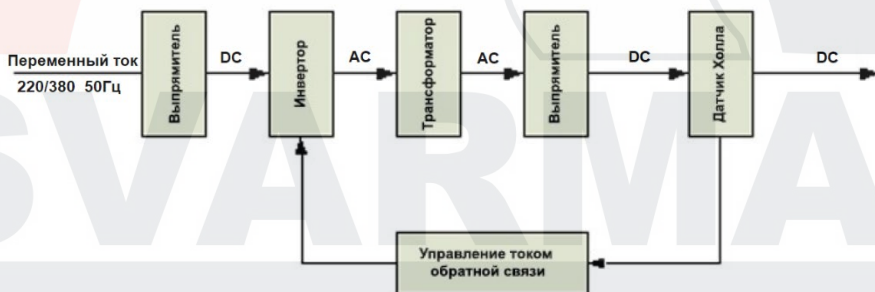 Переменный ток
220/380 50Гц
Выпрямитель
DC
Инвертор
AC
Трансформатор
AC
Выпрямитель
DC
Датчик Холла
DC
Управление током
обратной связи
SVARMA